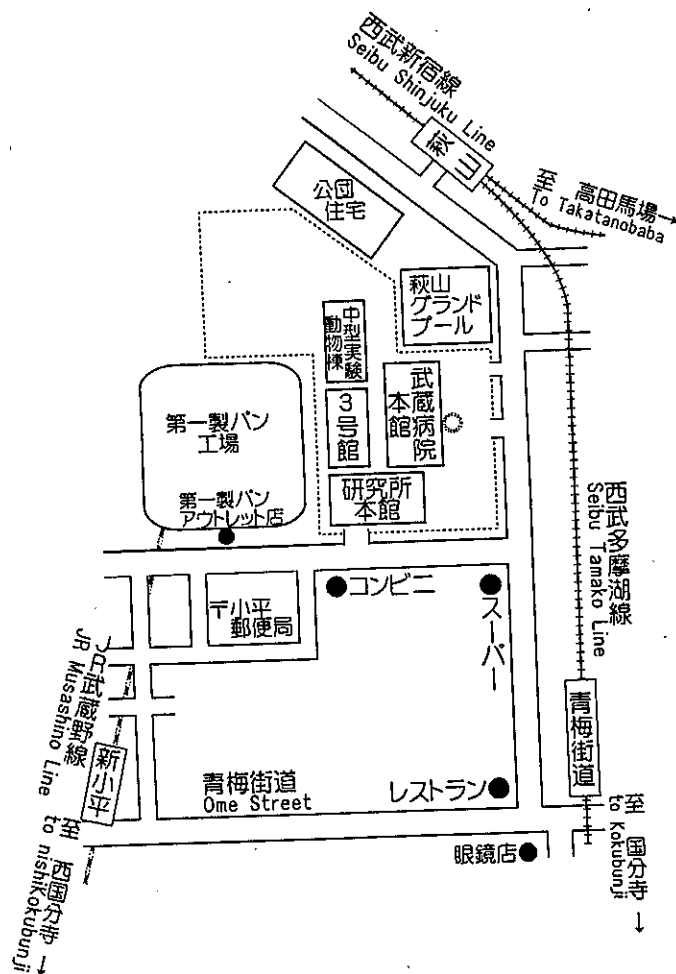 西武新宿線
Seibu Shinjuku Line
萩山
至 高田馬場→
To Takatanobaba
公団
住宅
萩山
グランド
プール
中型実験
動物棟
武蔵病院
本館
3号館
第一製パン
工場
研究所
本館
第一製パン
アウトレット店
西武多摩湖線
Seibu Tamako Line
コンビニ
スーパー
〒小平
郵便局
JR武蔵野線
JR Musashino Line
新小平
青梅街道
青梅街道
Ome Street
レストラン
眼鏡店
至 国分寺→
to Kokubunji
至 西国分寺→
to nishikokubunji